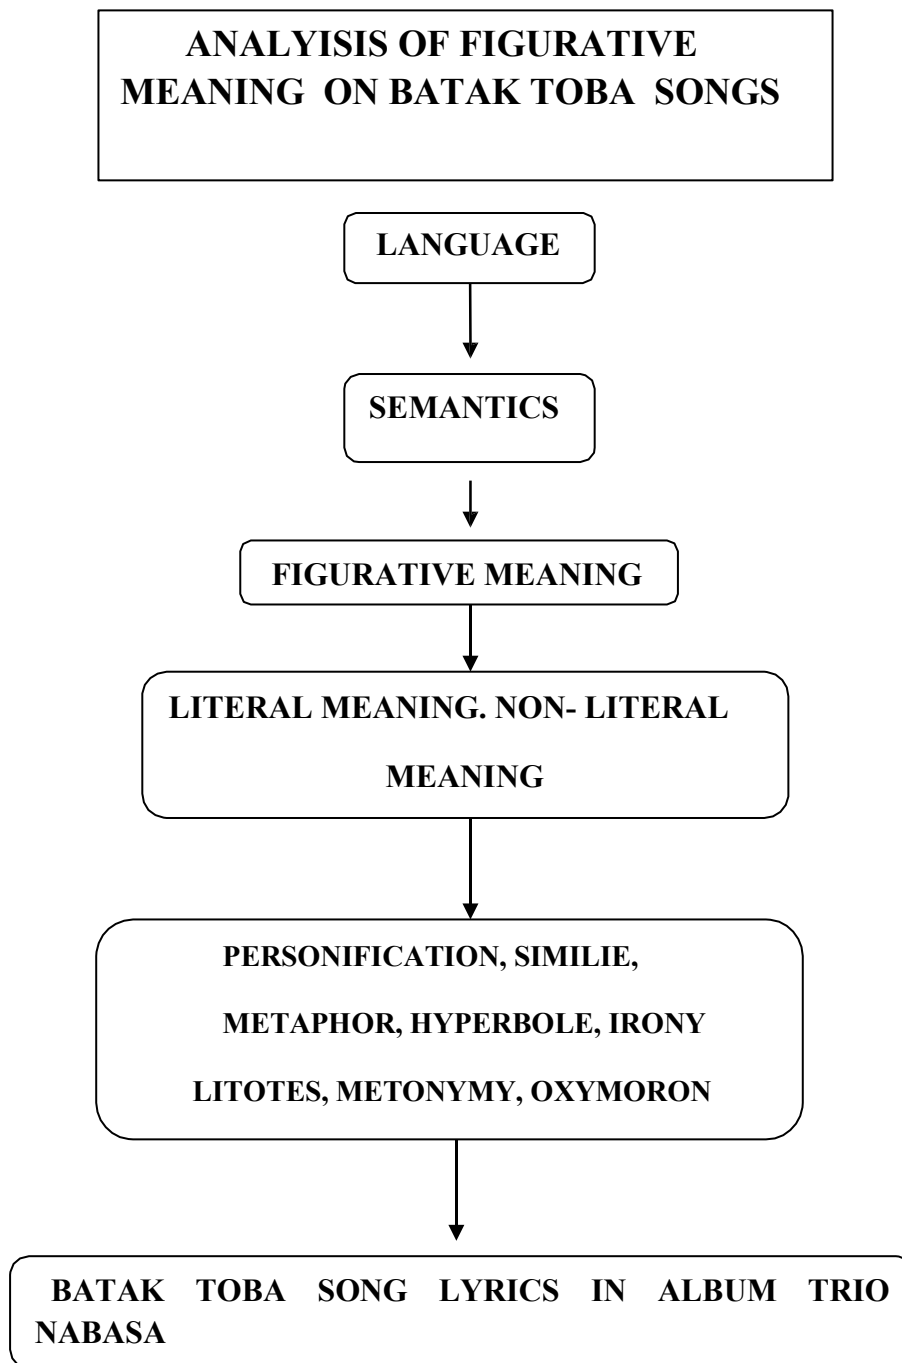 ANALYISIS OF FIGURATIVE
MEANING ON BATAK TOBA SONGS
LANGUAGE
SEMANTICS
FIGURATIVE MEANING
LITERAL MEANING. NON- LITERAL
MEANING
PERSONIFICATION, SIMILIE,
METAPHOR, HYPERBOLE, IRONY
LITOTES, METONYMY, OXYMORON
BATAK TOBA SONG LYRICS IN ALBUM TRIO
NABASA